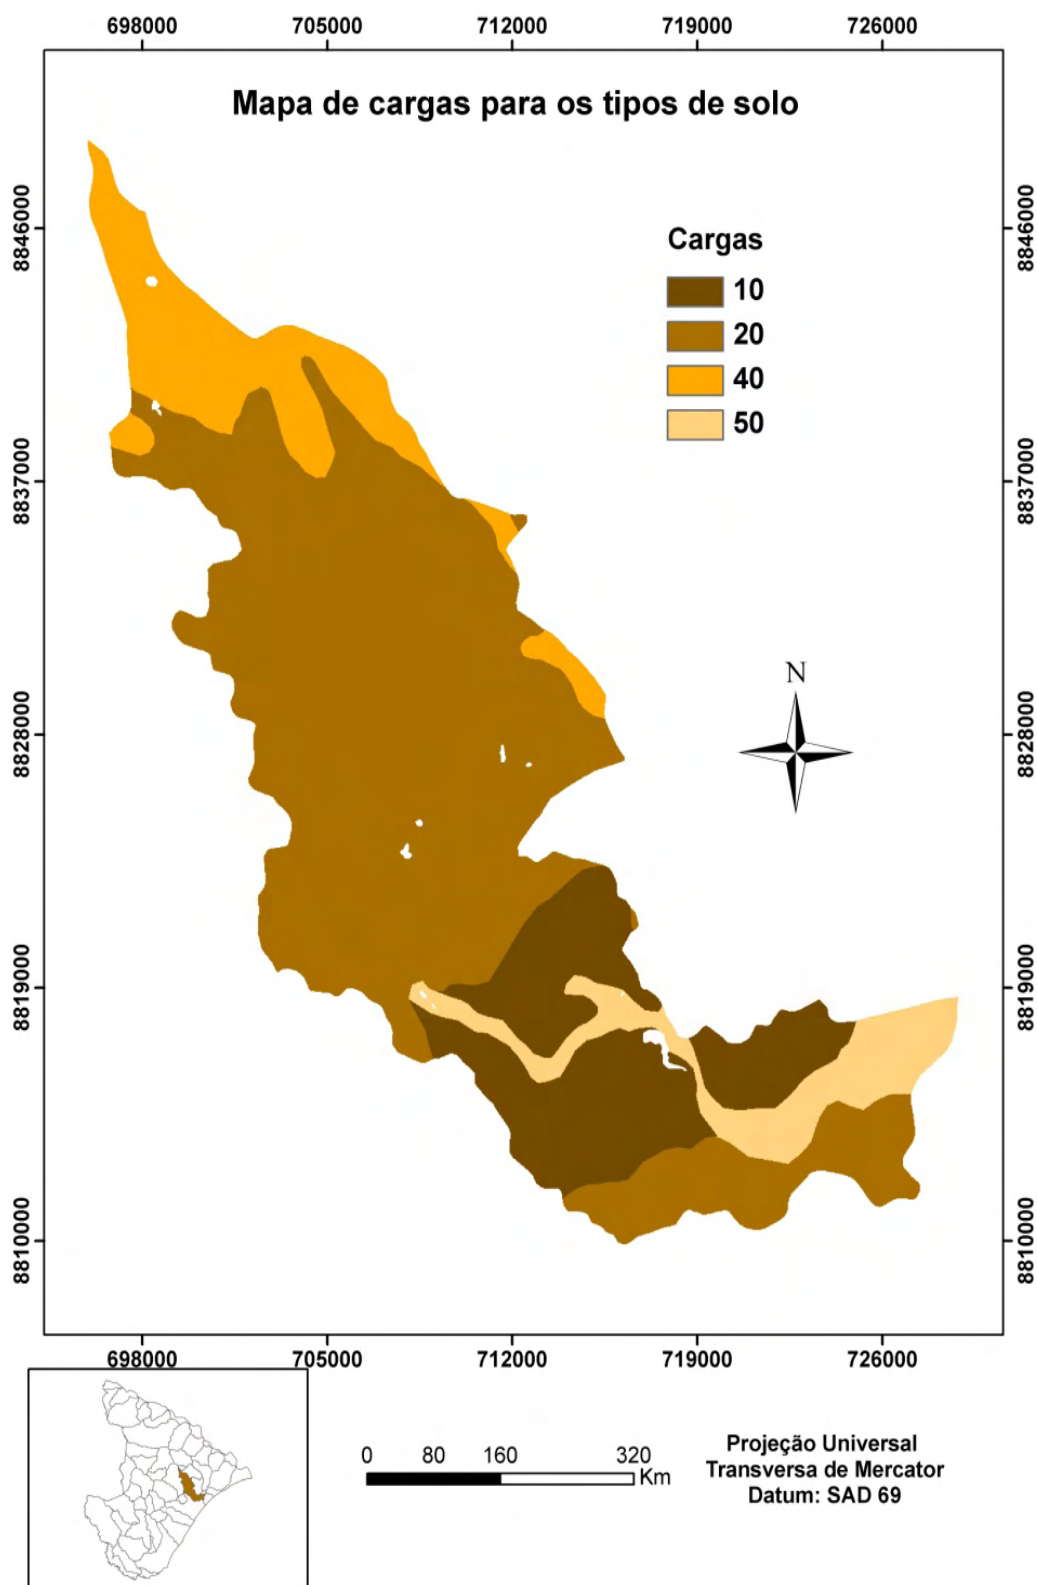 698000 705000 712000 719000 726000
Mapa de cargas para os tipos de solo
8846000 8846000
Cargas
10
20
40
50
8837000 8837000
N
8828000 8828000
8819000 8819000
8810000 8810000
698000 705000 712000 719000 726000
0 80 160 320
Km
Projeção Universal
Transversa de Mercator
Datum: SAD 69